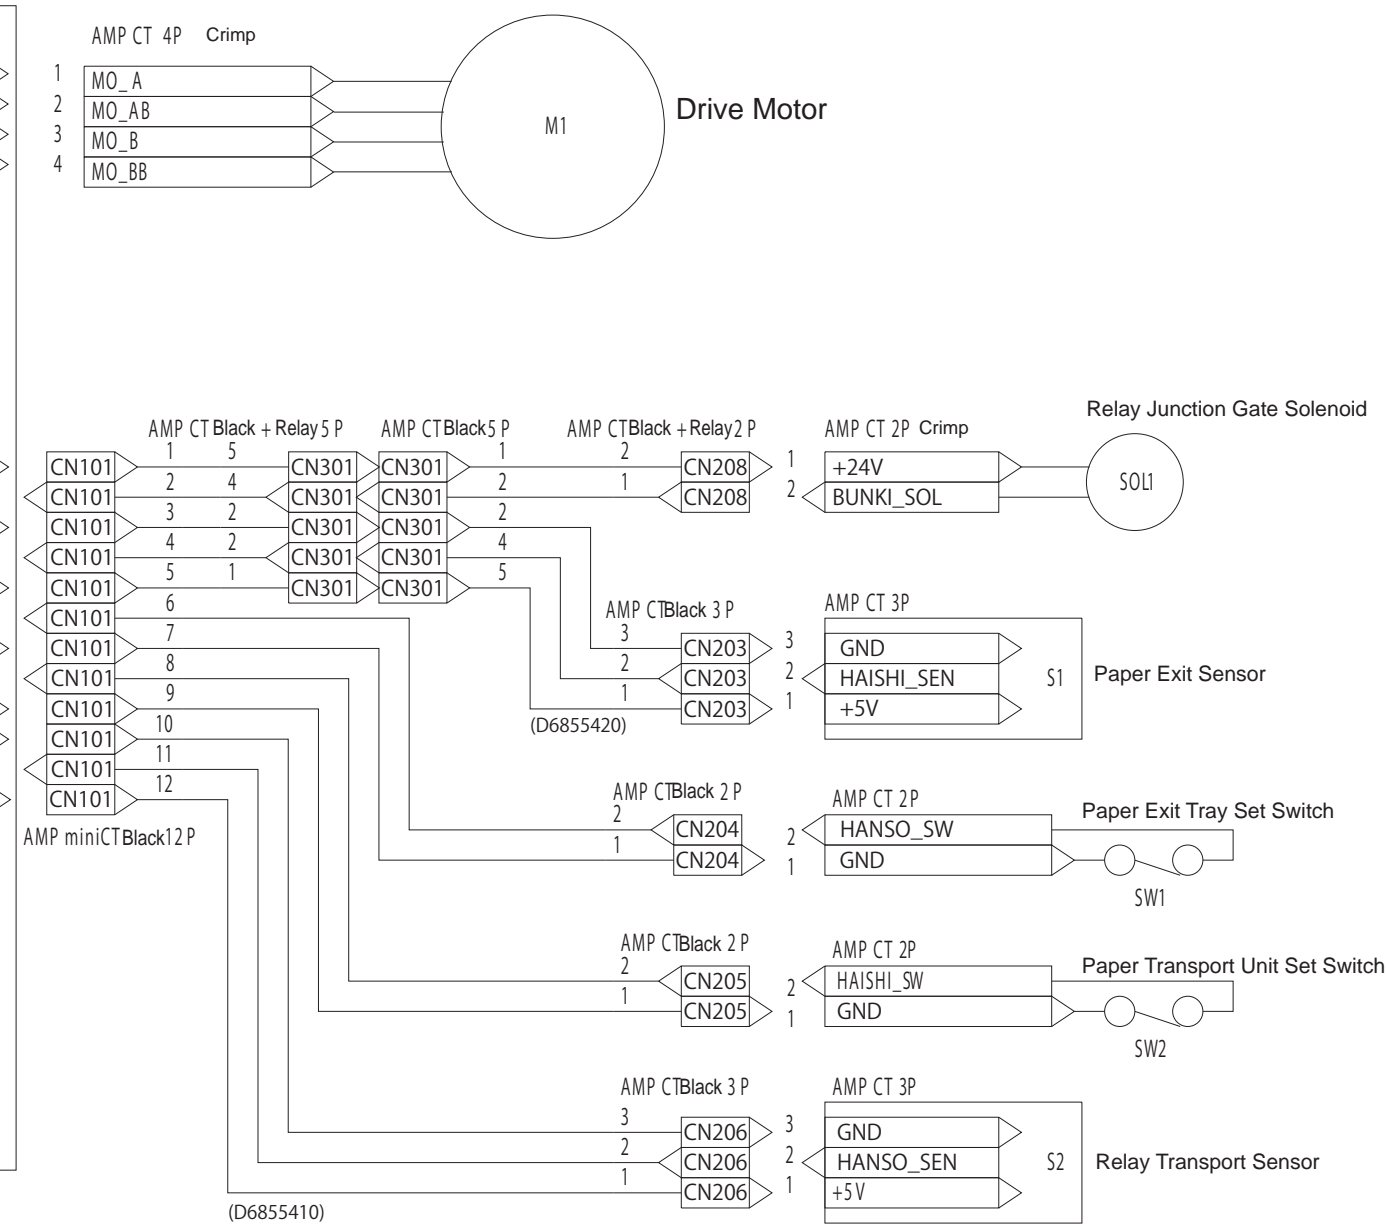 AMP CT 4P Crimp
1 MO_A
2 MO_AB
3 MO_B
4 MO_BB
M1
Drive Motor
Relay Junction Gate Solenoid
AMP CT Black + Relay 5 P AMP CT Black 5 P AMP CT Black + Relay 2 P AMP CT 2P Crimp
CN101 1 5 CN301 CN301 1 2 CN208 1 +24V
CN101 2 4 CN301 CN301 2 1 CN208 2 BUNKI_SOL
SOL1
CN101 3 2 CN301 CN301 2
CN101 4 2 CN301 CN301 4
CN101 5 1 CN301 CN301 5
AMP CT Black 3 P AMP CT 3P
CN101 6
CN101 7
CN101 8
CN101 9
CN101 10
CN101 11
CN101 12
AMP miniCT Black 12 P
3 CN203 3 GND
2 CN203 2 HAISHI_SEN S1 Paper Exit Sensor
1 CN203 1 +5V
(D6855420)
AMP CT Black 2 P AMP CT 2P Paper Exit Tray Set Switch
2 CN204 2 HANSO_SW
1 CN204 1 GND
SW1
AMP CT Black 2 P AMP CT 2P Paper Transport Unit Set Switch
2 CN205 2 HAISHI_SW
1 CN205 1 GND
SW2
AMP CT Black 3 P AMP CT 3P
3 CN206 3 GND
2 CN206 2 HANSO_SEN S2 Relay Transport Sensor
1 CN206 1 +5V
(D6855410)